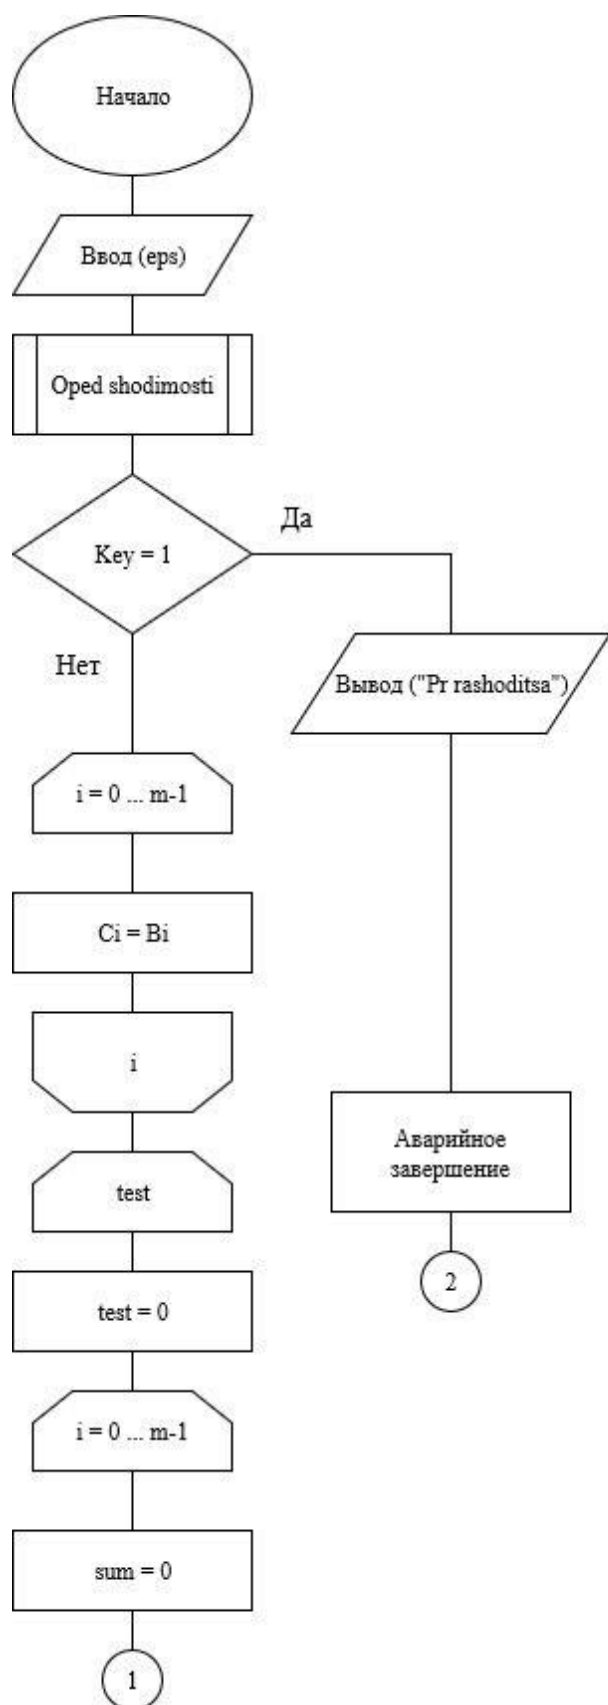 Начало
Ввод (eps)
Oped shodimosti
Key = 1
Да
Нет
Вывод ("Pr rashoditsa")
i = 0 ... m-1
Ci = Bi
i
Аварийное
завершение
test
2
test = 0
i = 0 ... m-1
sum = 0
1